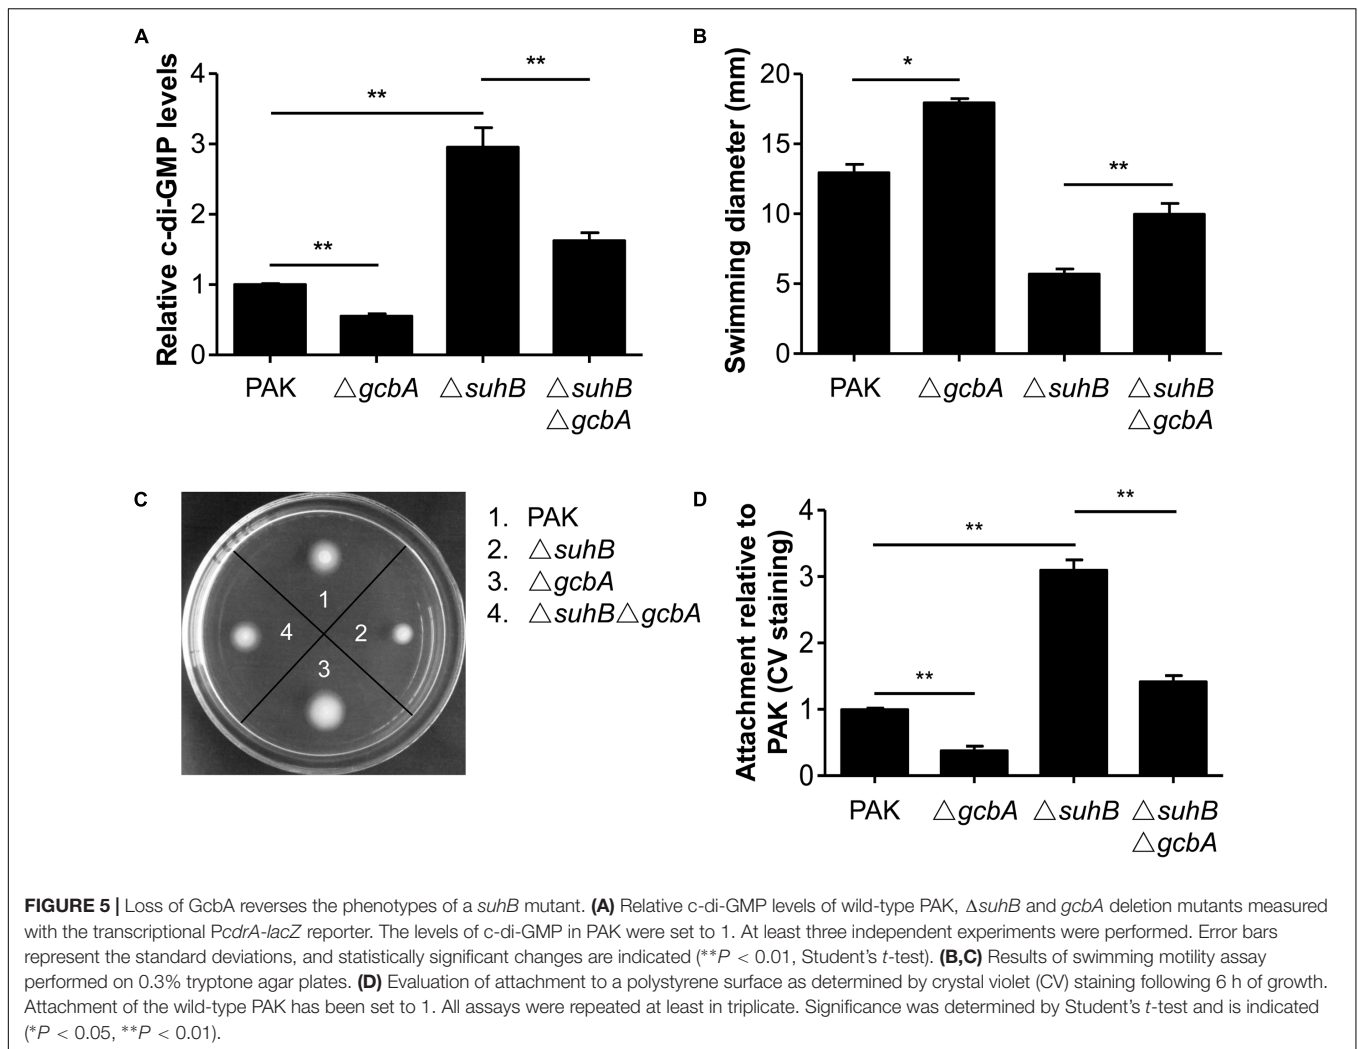 A
Relative c-di-GMP levels
4
3
2
1
0
**
**
**
PAK
△gcbA
△suhB
△suhB
△gcbA
B
Swimming diameter (mm)
20
15
10
5
0
*
**
PAK
△gcbA
△suhB
△suhB
△gcbA
C
1
2
3
4
1. PAK
2. △suhB
3. △gcbA
4. △suhB△gcbA
D
Attachment relative to
PAK (CV staining)
4
3
2
1
0
**
**
**
PAK
△gcbA
△suhB
△suhB
△gcbA
FIGURE 5 | Loss of GcbA reverses the phenotypes of a suhB mutant. (A) Relative c-di-GMP levels of wild-type PAK, ΔsuhB and gcbA deletion mutants measured
with the transcriptional PcdrA-lacZ reporter. The levels of c-di-GMP in PAK were set to 1. At least three independent experiments were performed. Error bars
represent the standard deviations, and statistically significant changes are indicated (**P < 0.01, Student's t-test). (B,C) Results of swimming motility assay
performed on 0.3% tryptone agar plates. (D) Evaluation of attachment to a polystyrene surface as determined by crystal violet (CV) staining following 6 h of growth.
Attachment of the wild-type PAK has been set to 1. All assays were repeated at least in triplicate. Significance was determined by Student's t-test and is indicated
(*P < 0.05, **P < 0.01).